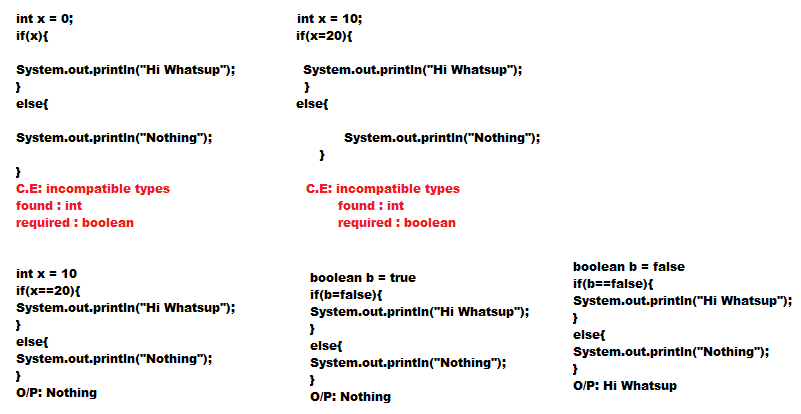 int x = 0;
if(x){
System.out.println("Hi Whatsup");
}
else{
System.out.println("Nothing");
}
C.E: incompatible types
found : int
required : boolean
int x = 10;
if(x=20){
System.out.println("Hi Whatsup");
}
else{
System.out.println("Nothing");
}
C.E: incompatible types
found : int
required : boolean
int x = 10
if(x==20){
System.out.println("Hi Whatsup");
}
else{
System.out.println("Nothing");
}
O/P: Nothing
boolean b = true
if(b=false){
System.out.println("Hi Whatsup");
}
else{
System.out.println("Nothing");
}
O/P: Nothing
boolean b = false
if(b==false){
System.out.println("Hi Whatsup");
}
else{
System.out.println("Nothing");
}
O/P: Hi Whatsup